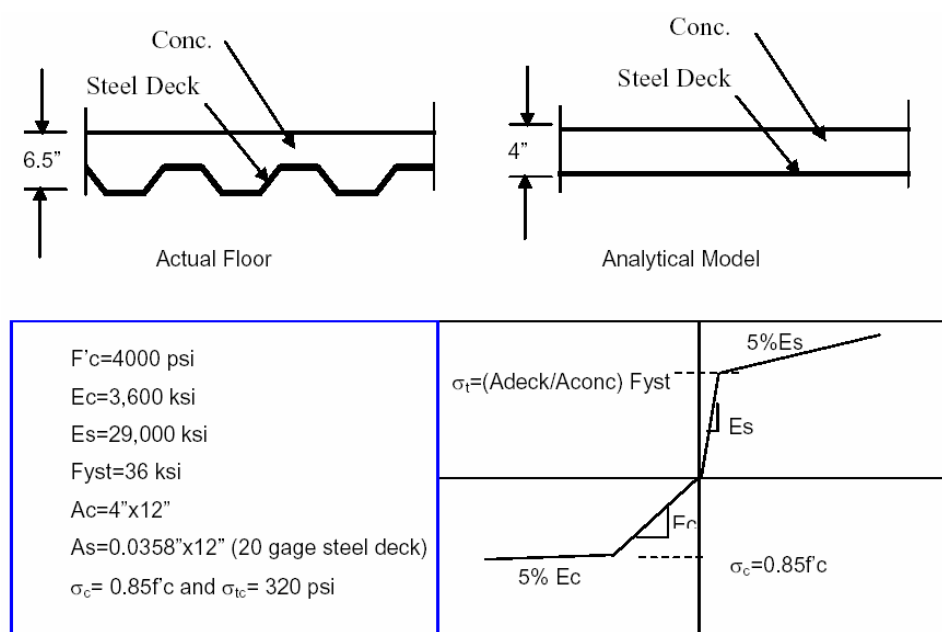 Conc.
Steel Deck
6.5”
Actual Floor
Conc.
Steel Deck
4”
Analytical Model
F'c=4000 psi
Ec=3,600 ksi
Es=29,000 ksi
Fyst=36 ksi
Ac=4”x12”
As=0.0358”x12” (20 gage steel deck)
σc= 0.85f'c and σtc= 320 psi
5%Es
σt=(Adeck/Aconc) Fyst
Es
Ec
5% Ec
σc=0.85f'c